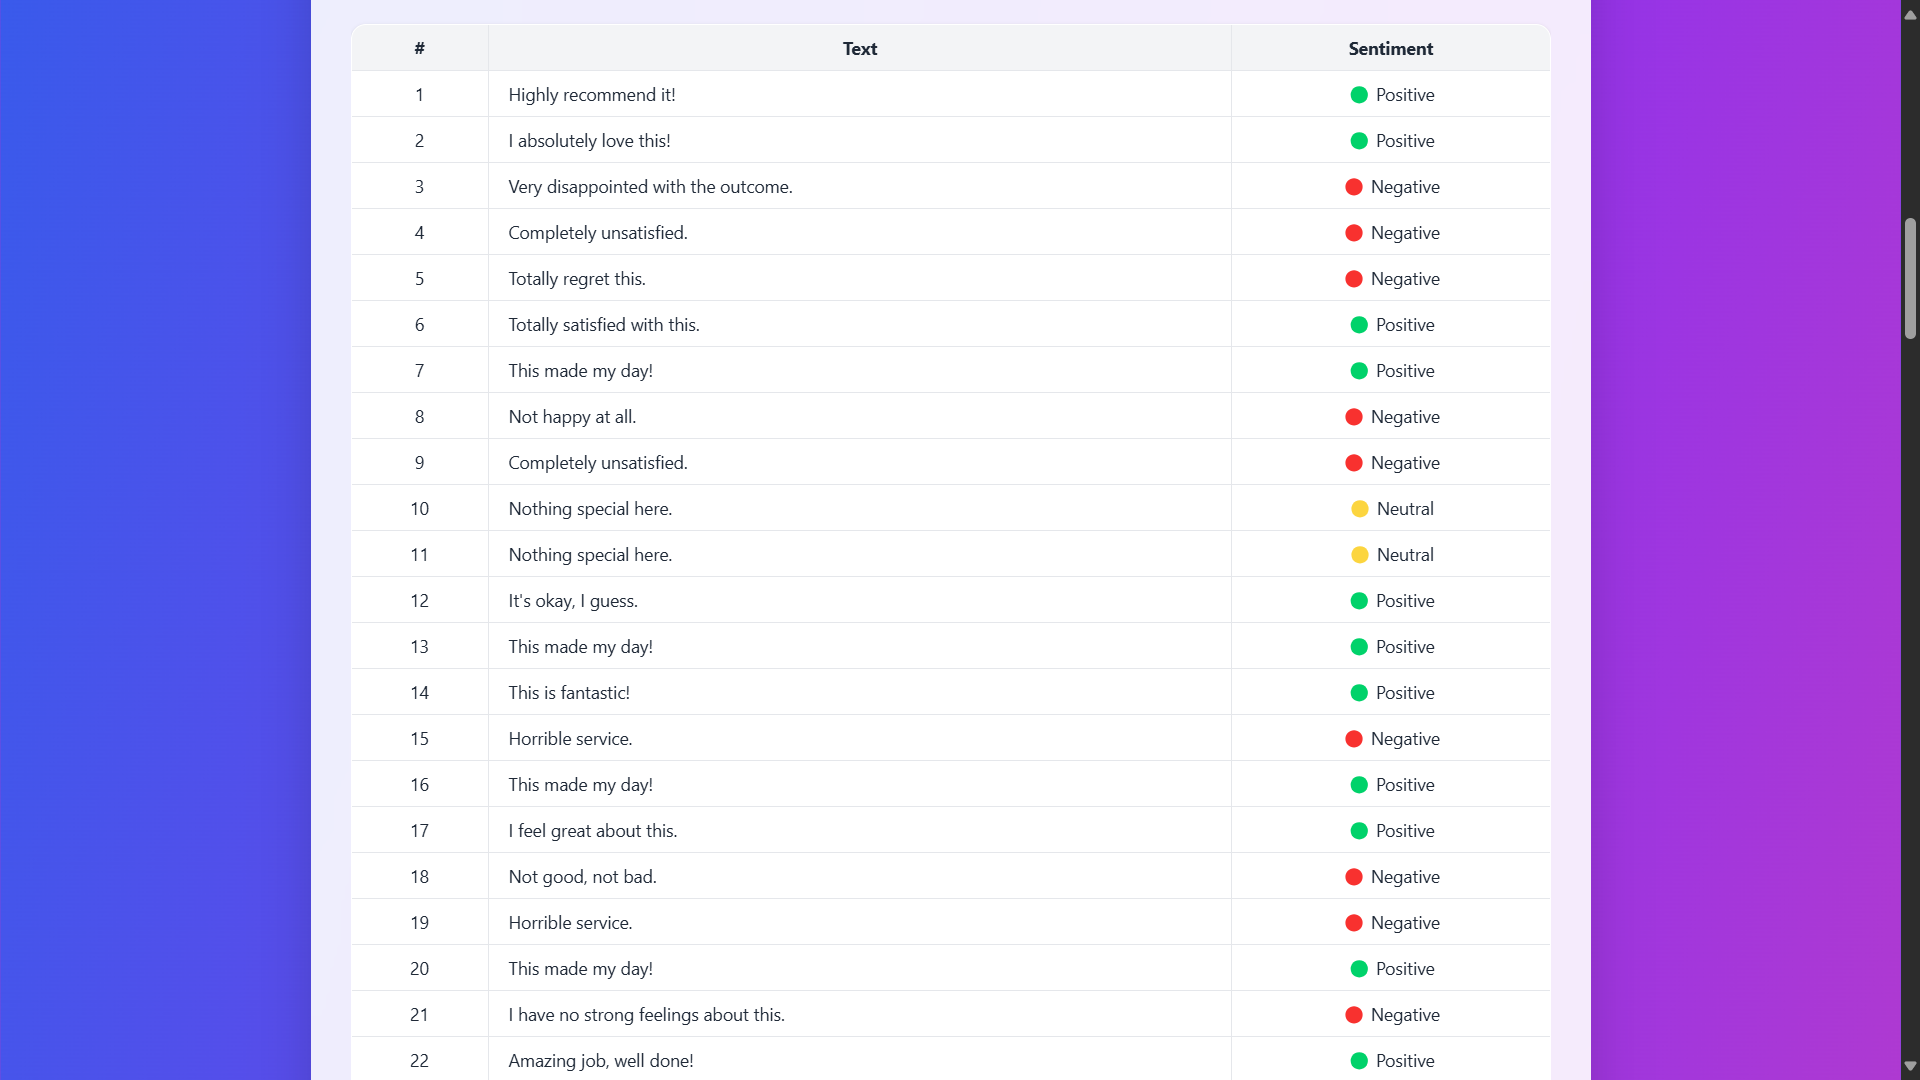 # Text Sentiment
1 Highly recommend it! Positive
2 I absolutely love this! Positive
3 Very disappointed with the outcome. Negative
4 Completely unsatisfied. Negative
5 Totally regret this. Negative
6 Totally satisfied with this. Positive
7 This made my day! Positive
8 Not happy at all. Negative
9 Completely unsatisfied. Negative
10 Nothing special here. Neutral
11 Nothing special here. Neutral
12 It's okay, I guess. Positive
13 This made my day! Positive
14 This is fantastic! Positive
15 Horrible service. Negative
16 This made my day! Positive
17 I feel great about this. Positive
18 Not good, not bad. Negative
19 Horrible service. Negative
20 This made my day! Positive
21 I have no strong feelings about this. Negative
22 Amazing job, well done! Positive